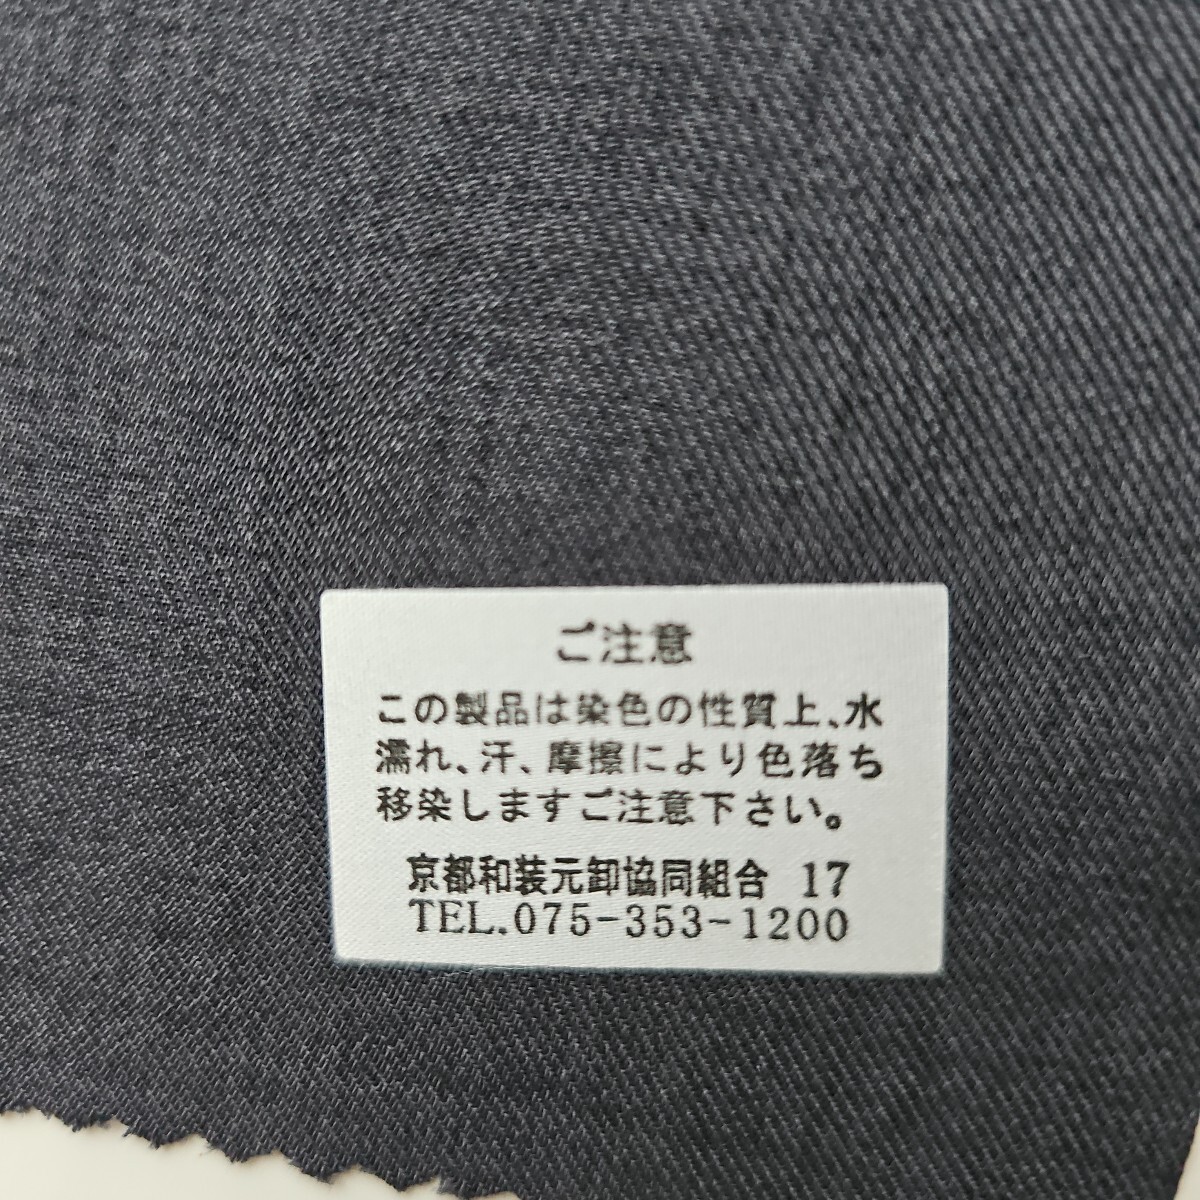 ご注意
この製品は染色の性質上、水
濡れ、汗、摩擦により色落ち
移染しますご注意下さい。
京都和装元卸協同組合 17
TEL.075-353-1200